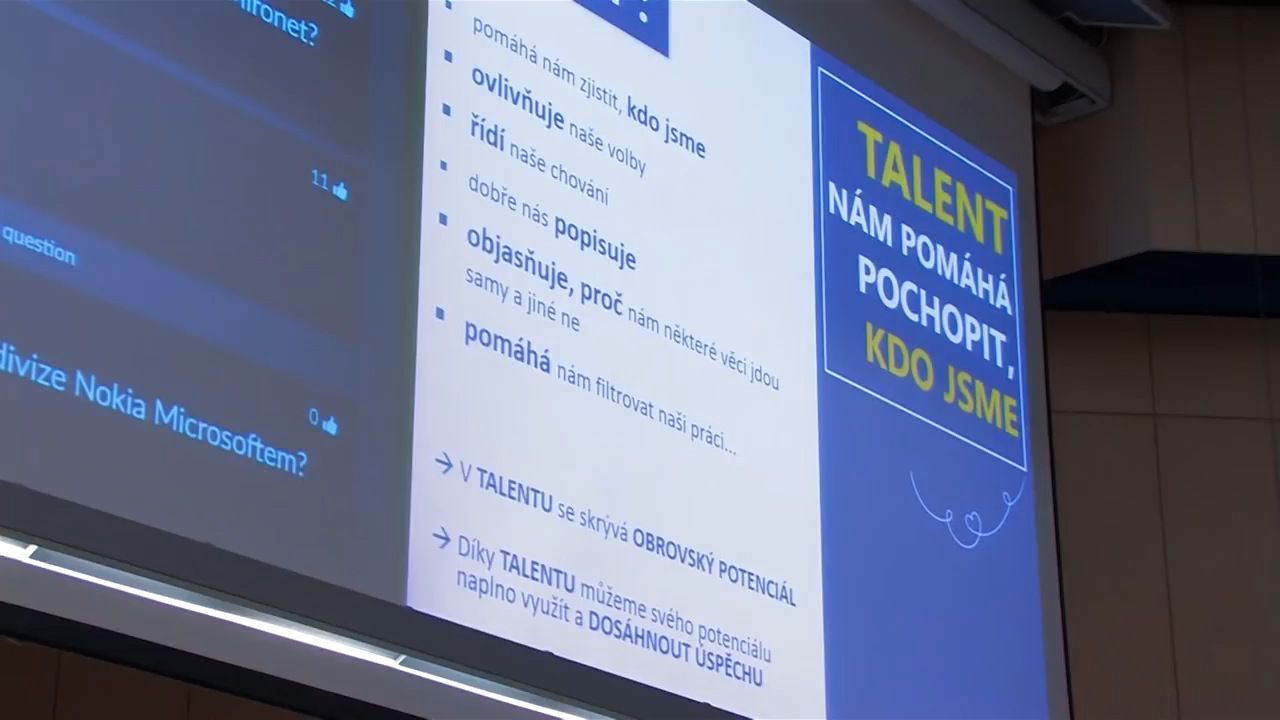 11
question
divize Nokia Microsoftem?
0
pomáhá nám zjistit, kdo jsme
ovlivňuje naše volby
řídí naše chování
dobře nás popisuje
objasňuje, proč nám některé věci jdou
samy a jiné ne
pomáhá nám filtrovat naši práci...
→ V TALENTU se skrývá OBROVSKÝ POTENCIÁL
→ Díky TALENTU můžeme svého potenciálu
naplno využít a DOSÁHNOUT ÚSPĚCHU
TALENT
NÁM POMÁHÁ
POCHOPIT,
KDO JSME